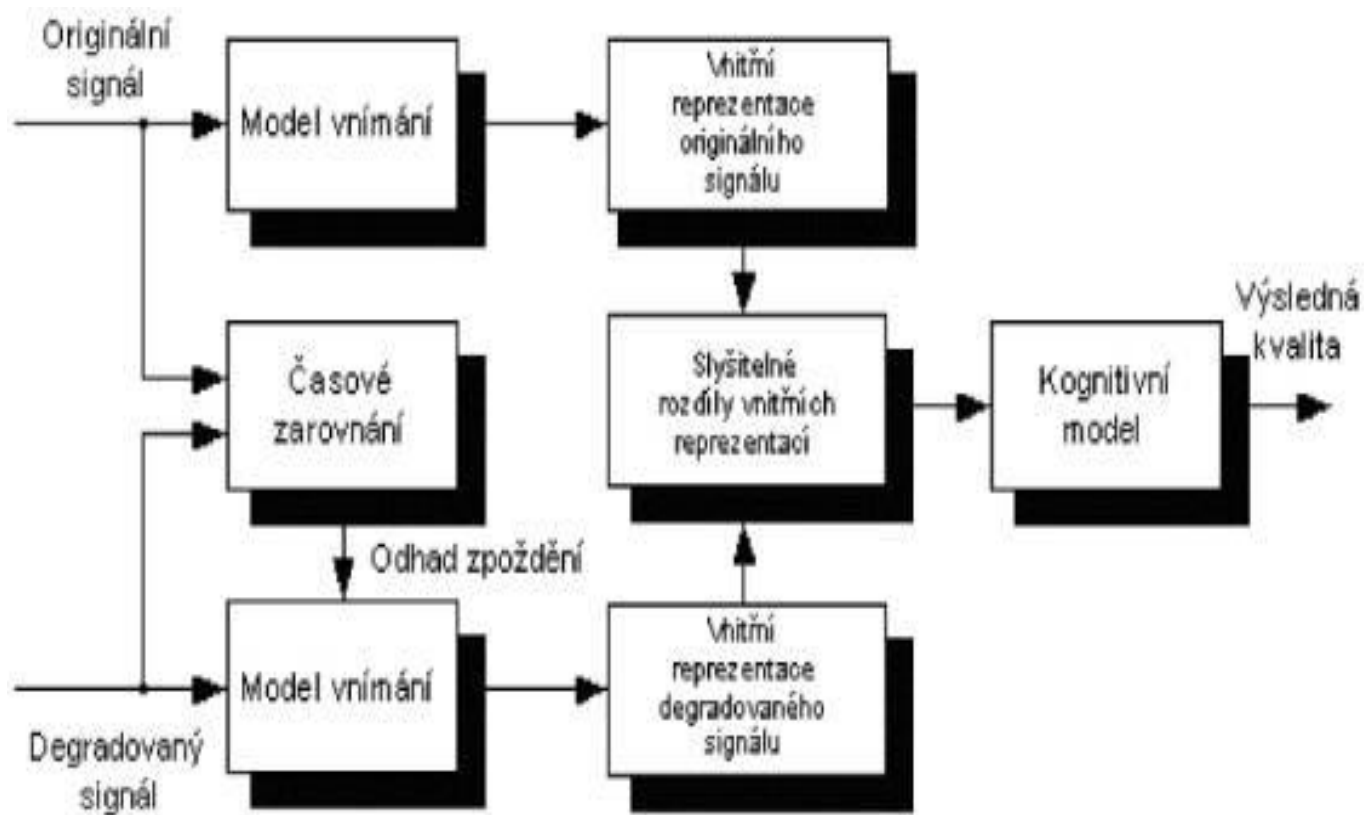 Originální
signál
Model vnímání
Vnitřní
reprezentace
originálního
signálu
Časové
zarovnání
Slyšitelné
rozdíly vnitřních
reprezentací
Kognitivní
model
Výsledná
kvalita
Odhad zpoždění
Model vnímání
Vnitřní
reprezentace
degradovaného
signálu
Degradovaný
signál